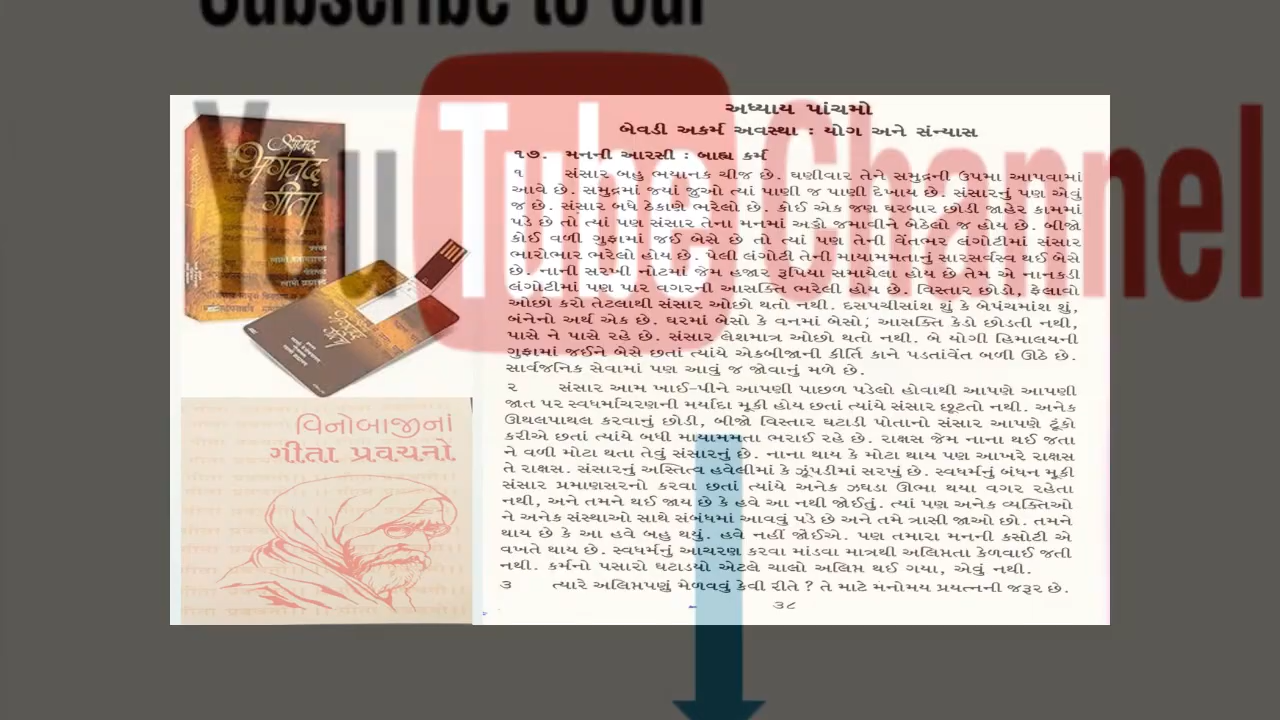 Subscribe to our
YouTube Channel
श्रीमद्
भगवद्
गीता
વિનોબાજીનાં
ગીતા પ્રવચનો
અધ્યાય પાંચમો
બેવડી અકર્મ અવસ્થા : યોગ અને સંન્યાસ
૧૭. મનની આરસી : બાહ્ય કર્મ
૧ સંસાર બહુ ભયાનક ચીજ છે. ઘણીવાર તેને સમુદ્રની ઉપમા આપવામાં
આવે છે. સમુદ્રમાં જ્યાં જુઓ ત્યાં પાણી જ પાણી દેખાય છે. સંસારનું પણ એવું
જ છે. સંસાર બધે ઠેકાણે ભરેલો છે. કોઈ એક જણ ઘરબાર છોડી જાહેર કામમાં
પડે છે તો ત્યાં પણ સંસાર તેના મનમાં અડ્ડો જમાવીને બેઠેલો જ હોય છે. બીજો
કોઈ વળી ગુફામાં જઈ બેસે છે તો ત્યાં પણ તેની વેંતભર લંગોટીમાં સંસાર
ભારોભાર ભરેલો હોય છે. પેલી લંગોટી તેની માયામમતાનું સારસર્વસ્વ થઈ બેસે
છે. નાની સરખી નોટમાં જેમ હજાર રૂપિયા સમાયેલા હોય છે તેમ એ નાનકડી
લંગોટીમાં પણ પાર વગરની આસક્તિ ભરેલી હોય છે. વિસ્તાર છોડો, ફેલાવો
ઓછો કરો તેટલાથી સંસાર ઓછો થતો નથી. દસપચીસાંશ શું કે બેપંચમાંશ શું,
બંનેનો અર્થ એક છે. ઘરમાં બેસો કે વનમાં બેસો; આસક્તિ કેડો છોડતી નથી,
પાસે ને પાસે રહે છે. સંસાર લેશમાત્ર ઓછો થતો નથી. બે યોગી હિમાલયની
ગુફામાં જઈને બેસે છતાં ત્યાંયે એકબીજાની કીર્તિ કાને પડતાંવેંત બળી ઊઠે છે.
સાર્વજનિક સેવામાં પણ આવું જ જોવાનું મળે છે.
૨ સંસાર આમ ખાઈ-પીને આપણી પાછળ પડેલો હોવાથી આપણે આપણી
જાત પર સ્વધર્માચરણની મર્યાદા મૂકી હોય છતાં ત્યાંયે સંસાર છૂટતો નથી. અનેક
ઊથલપાથલ કરવાનું છોડી, બીજો વિસ્તાર ઘટાડી પોતાનો સંસાર આપણે ટૂંકો
કરીએ છતાં ત્યાંયે બધી માયામમતા ભરાઈ રહે છે. રાક્ષસ જેમ નાના થઈ જતા
ને વળી મોટા થતા તેવું સંસારનું છે. નાના થાય કે મોટા થાય પણ આખરે રાક્ષસ
તે રાક્ષસ. સંસારનું અસ્તિત્વ હવેલીમાં કે ઝૂંપડીમાં સરખું છે. સ્વધર્મનું બંધન મૂકી
સંસાર પ્રમાણસરનો કરવા છતાં ત્યાંયે અનેક ઝઘડા ઊભા થયા વગર રહેતા
નથી, અને તમને થઈ જાય છે કે હવે આ નથી જોઈતું. ત્યાં પણ અનેક વ્યક્તિઓ
ને અનેક સંસ્થાઓ સાથે સંબંધમાં આવવું પડે છે અને તમે ત્રાસી જાઓ છો. તમને
થાય છે કે આ હવે બહુ થયું. હવે નહીં જોઈએ. પણ તમારા મનની કસોટી એ
વખતે થાય છે. સ્વધર્મનું આચરણ કરવા માંડવા માત્રથી અલિપ્તતા કેળવાઈ જતી
નથી. કર્મનો પસારો ઘટાડયો એટલે ચાલો અલિપ્ત થઈ ગયા, એવું નથી.
૩ ત્યારે અલિપ્તપણું મેળવવું કેવી રીતે ? તે માટે મનોમય પ્રયત્નની જરૂર છે.
૩૮